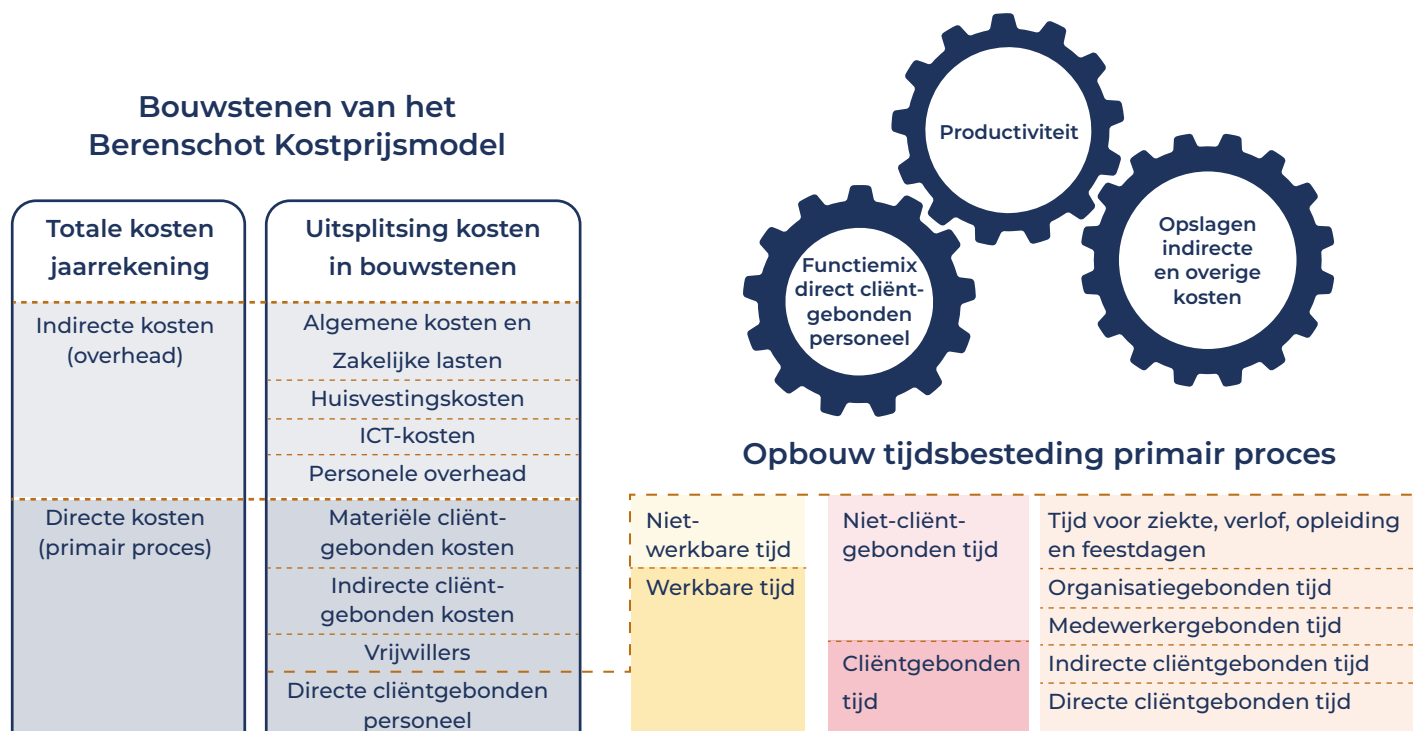 Bouwstenen van het
Berenschot Kostprijsmodel
Totale kosten
jaarrekening
Indirecte kosten
(overhead)
Directe kosten
(primair proces)
Uitsplitsing kosten
in bouwstenen
Algemene kosten en
Zakelijke lasten
Huisvestingskosten
ICT-kosten
Personele overhead
Materiële cliënt-
gebonden kosten
Indirecte cliënt-
gebonden kosten
Vrijwillers
Directe cliëntgebonden
personeel
Productiviteit
Functiemix
direct cliënt-
gebonden
personeel
Opslagen
indirecte
en overige
kosten
Opbouw tijdsbesteding primair proces
Niet-
werkbare tijd
Werkbare tijd
Niet-cliënt-
gebonden tijd
Cliëntgebonden
tijd
Tijd voor ziekte, verlof, opleiding
en feestdagen
Organisatiegebonden tijd
Medewerkergebonden tijd
Indirecte cliëntgebonden tijd
Directe cliëntgebonden tijd